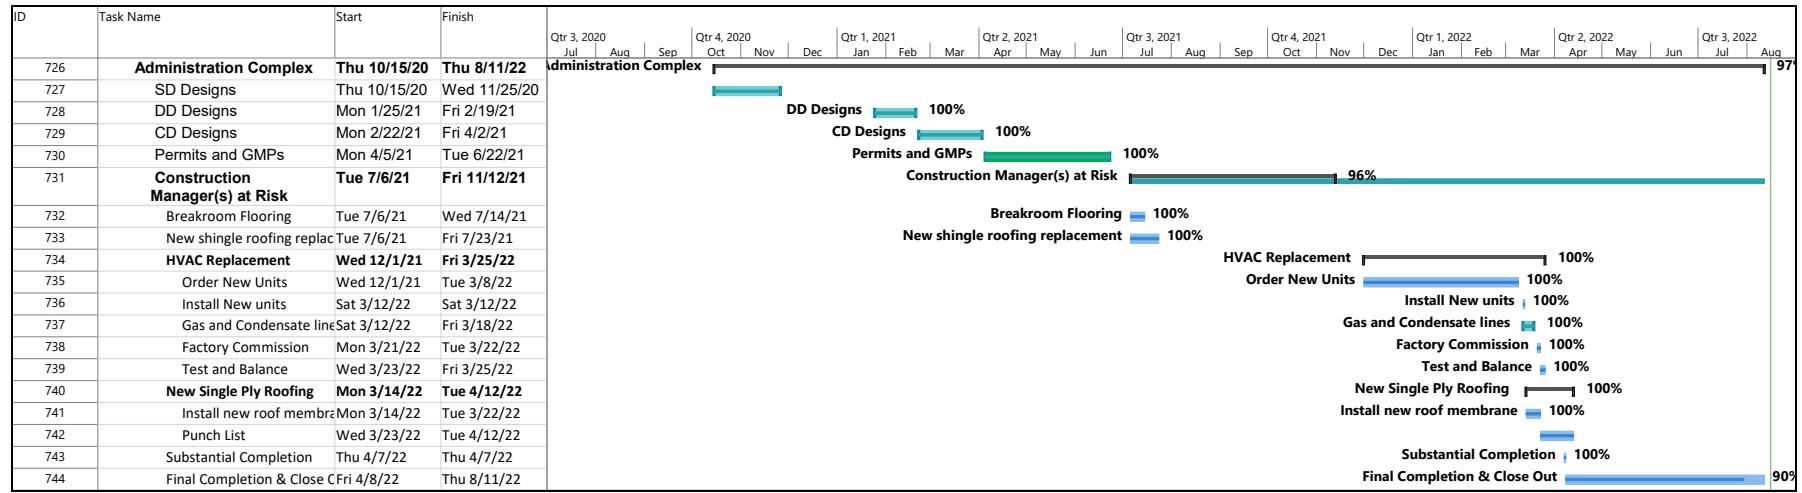 ID Task Name Start Finish
Qtr 3, 2020 Qtr 4, 2020 Qtr 1, 2021 Qtr 2, 2021 Qtr 3, 2021 Qtr 4, 2021 Qtr 1, 2022 Qtr 2, 2022 Qtr 3, 2022
Jul Aug Sep Oct Nov Dec Jan Feb Mar Apr May Jun Jul Aug Sep Oct Nov Dec Jan Feb Mar Apr May Jun Jul Aug
726 Administration Complex Thu 10/15/20 Thu 8/11/22 Administration Complex 97%
727 SD Designs Thu 10/15/20 Wed 11/25/20
728 DD Designs Mon 1/25/21 Fri 2/19/21 DD Designs 100%
729 CD Designs Mon 2/22/21 Fri 4/2/21 CD Designs 100%
730 Permits and GMPs Mon 4/5/21 Tue 6/22/21 Permits and GMPs 100%
731 Construction Tue 7/6/21 Fri 11/12/21 Construction Manager(s) at Risk 96%
Manager(s) at Risk
732 Breakroom Flooring Tue 7/6/21 Wed 7/14/21 Breakroom Flooring 100%
733 New shingle roofing replac Tue 7/6/21 Fri 7/23/21 New shingle roofing replacement 100%
734 HVAC Replacement Wed 12/1/21 Fri 3/25/22 HVAC Replacement 100%
735 Order New Units Wed 12/1/21 Tue 3/8/22 Order New Units 100%
736 Install New units Sat 3/12/22 Sat 3/12/22 Install New units 100%
737 Gas and Condensate line Sat 3/12/22 Fri 3/18/22 Gas and Condensate lines 100%
738 Factory Commission Mon 3/21/22 Tue 3/22/22 Factory Commission 100%
739 Test and Balance Wed 3/23/22 Fri 3/25/22 Test and Balance 100%
740 New Single Ply Roofing Mon 3/14/22 Tue 4/12/22 New Single Ply Roofing 100%
741 Install new roof membra Mon 3/14/22 Tue 3/22/22 Install new roof membrane 100%
742 Punch List Wed 3/23/22 Tue 4/12/22
743 Substantial Completion Thu 4/7/22 Thu 4/7/22 Substantial Completion 100%
744 Final Completion & Close Fri 4/8/22 Thu 8/11/22 Final Completion & Close Out 90%